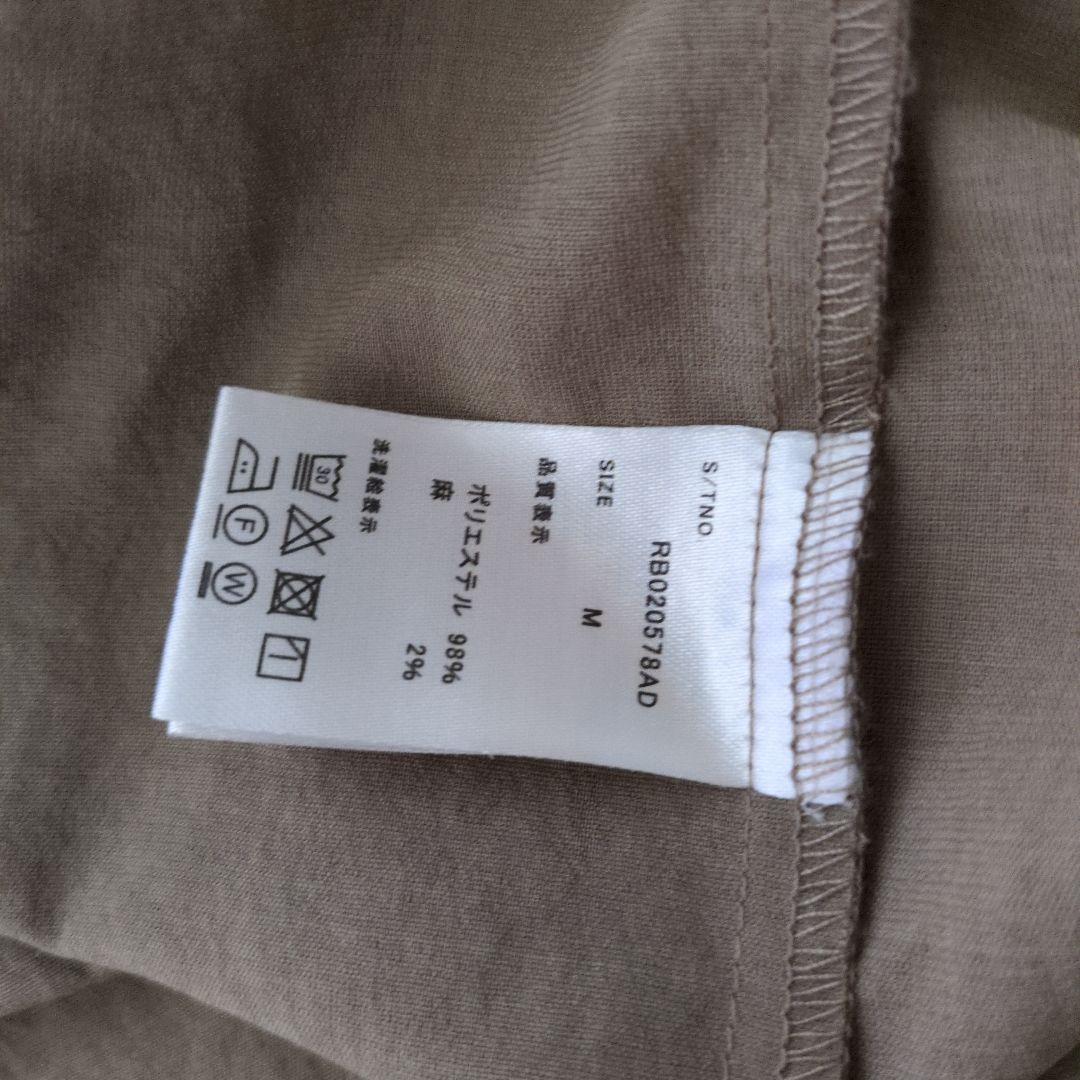 S/TNO
RB020578AD
SIZE
M
品質表示
ポリエステル 98%
麻 2%
洗濯絵表示
30
F
W